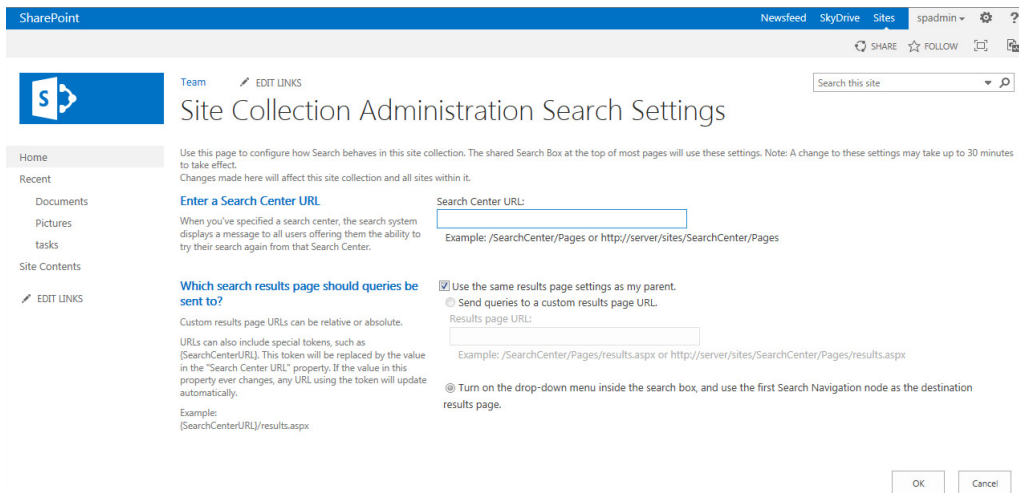 SharePoint
Newsfeed SkyDrive Sites spadmin ?
SHARE FOLLOW
Team EDIT LINKS
Search this site
S
Site Collection Administration Search Settings
Home
Recent
Documents
Pictures
tasks
Site Contents
EDIT LINKS
Use this page to configure how Search behaves in this site collection. The shared Search Box at the top of most pages will use these settings. Note: A change to these settings may take up to 30 minutes
to take effect.
Changes made here will affect this site collection and all sites within it.
Enter a Search Center URL
When you've specified a search center, the search system
displays a message to all users offering them the ability to
try their search again from that Search Center.
Search Center URL:
Example: /SearchCenter/Pages or http://server/sites/SearchCenter/Pages
Which search results page should queries be
sent to?
Custom results page URLs can be relative or absolute.
URLs can also include special tokens, such as
{SearchCenterURL}. This token will be replaced by the value
in the "Search Center URL" property. If the value in this
property ever changes, any URL using the token will update
automatically.
Example:
{SearchCenterURL}/results.aspx
Use the same results page settings as my parent.
Send queries to a custom results page URL.
Results page URL:
Example: /SearchCenter/Pages/results.aspx or http://server/sites/SearchCenter/Pages/results.aspx
Turn on the drop-down menu inside the search box, and use the first Search Navigation node as the destination
results page.
OK Cancel